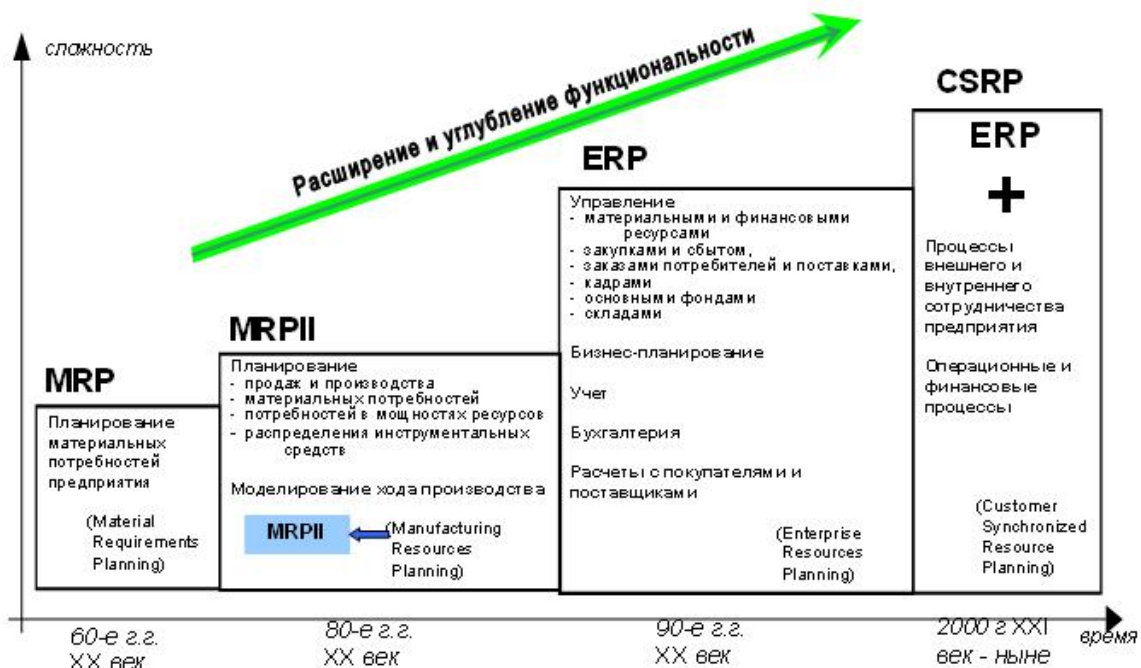 сложность
Расширение и углубление функциональности
CSRP
ERP
+
Процессы
внешнего и
внутреннего
сотрудничества
предприятия
Операционные и
финансовые
процессы
(Customer
Synchronized
Resource
Planning)
ERP
Управление
- материальными и финансовыми
ресурсами
- закупками и сбытом,
- заказами потребителей и поставками,
- кадрами
- основными фондами
- складами
Бизнес-планирование
Учет
Бухгалтерия
Расчеты с покупателями и
поставщиками
(Enterprise
Resources
Planning)
MRPII
Планирование
- продаж и производства
- материальных потребностей
- потребностей в мощностях ресурсов
- распределения инструментальных
средств
Моделирование хода производства
MRPII
(Manufacturing
Resources
Planning)
MRP
Планирование
материальных
потребностей
предприятия
(Material
Requirements
Planning)
60-е г.г.
XX век
80-е г.г.
XX век
90-е г.г.
XX век
2000 г XXI
век - ныне
время